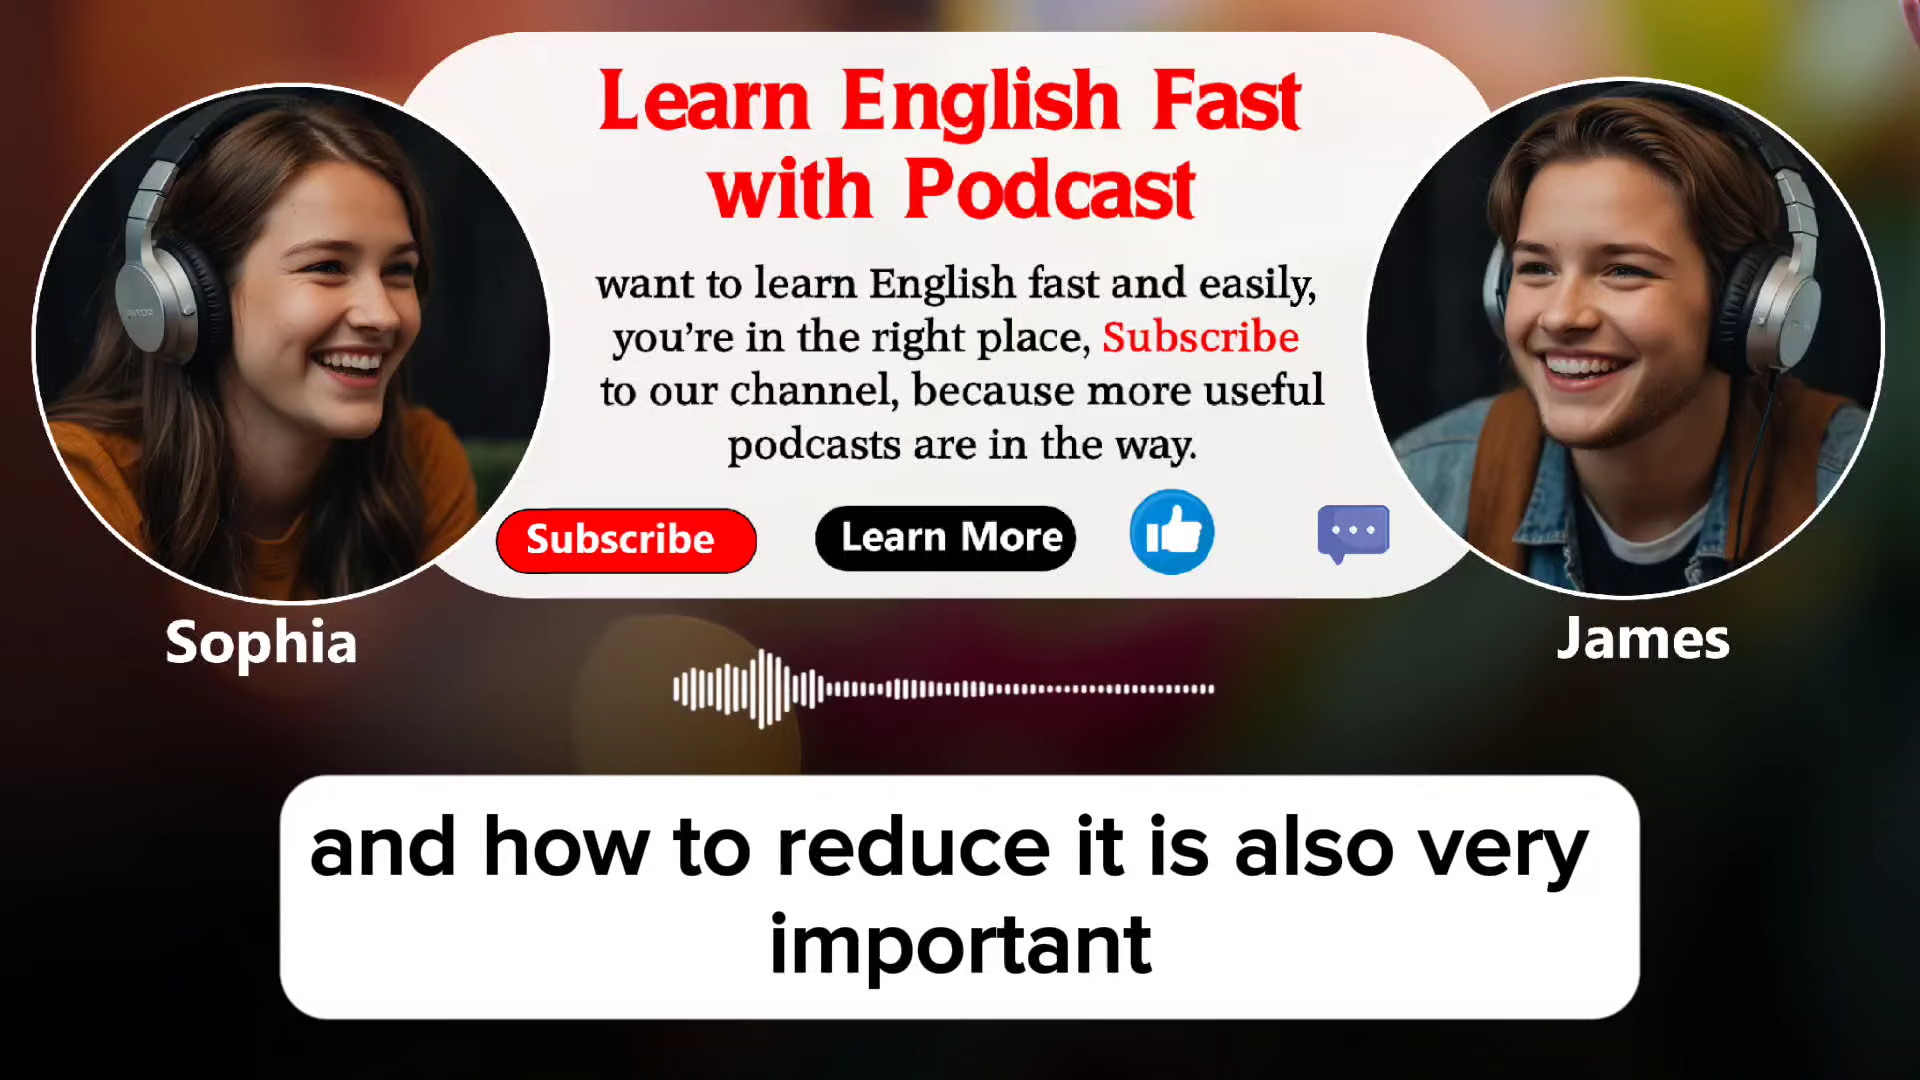 Learn English Fast
with Podcast
want to learn English fast and easily,
you're in the right place, Subscribe
to our channel, because more useful
podcasts are in the way.
Subscribe
Learn More
Sophia
James
and how to reduce it is also very
important